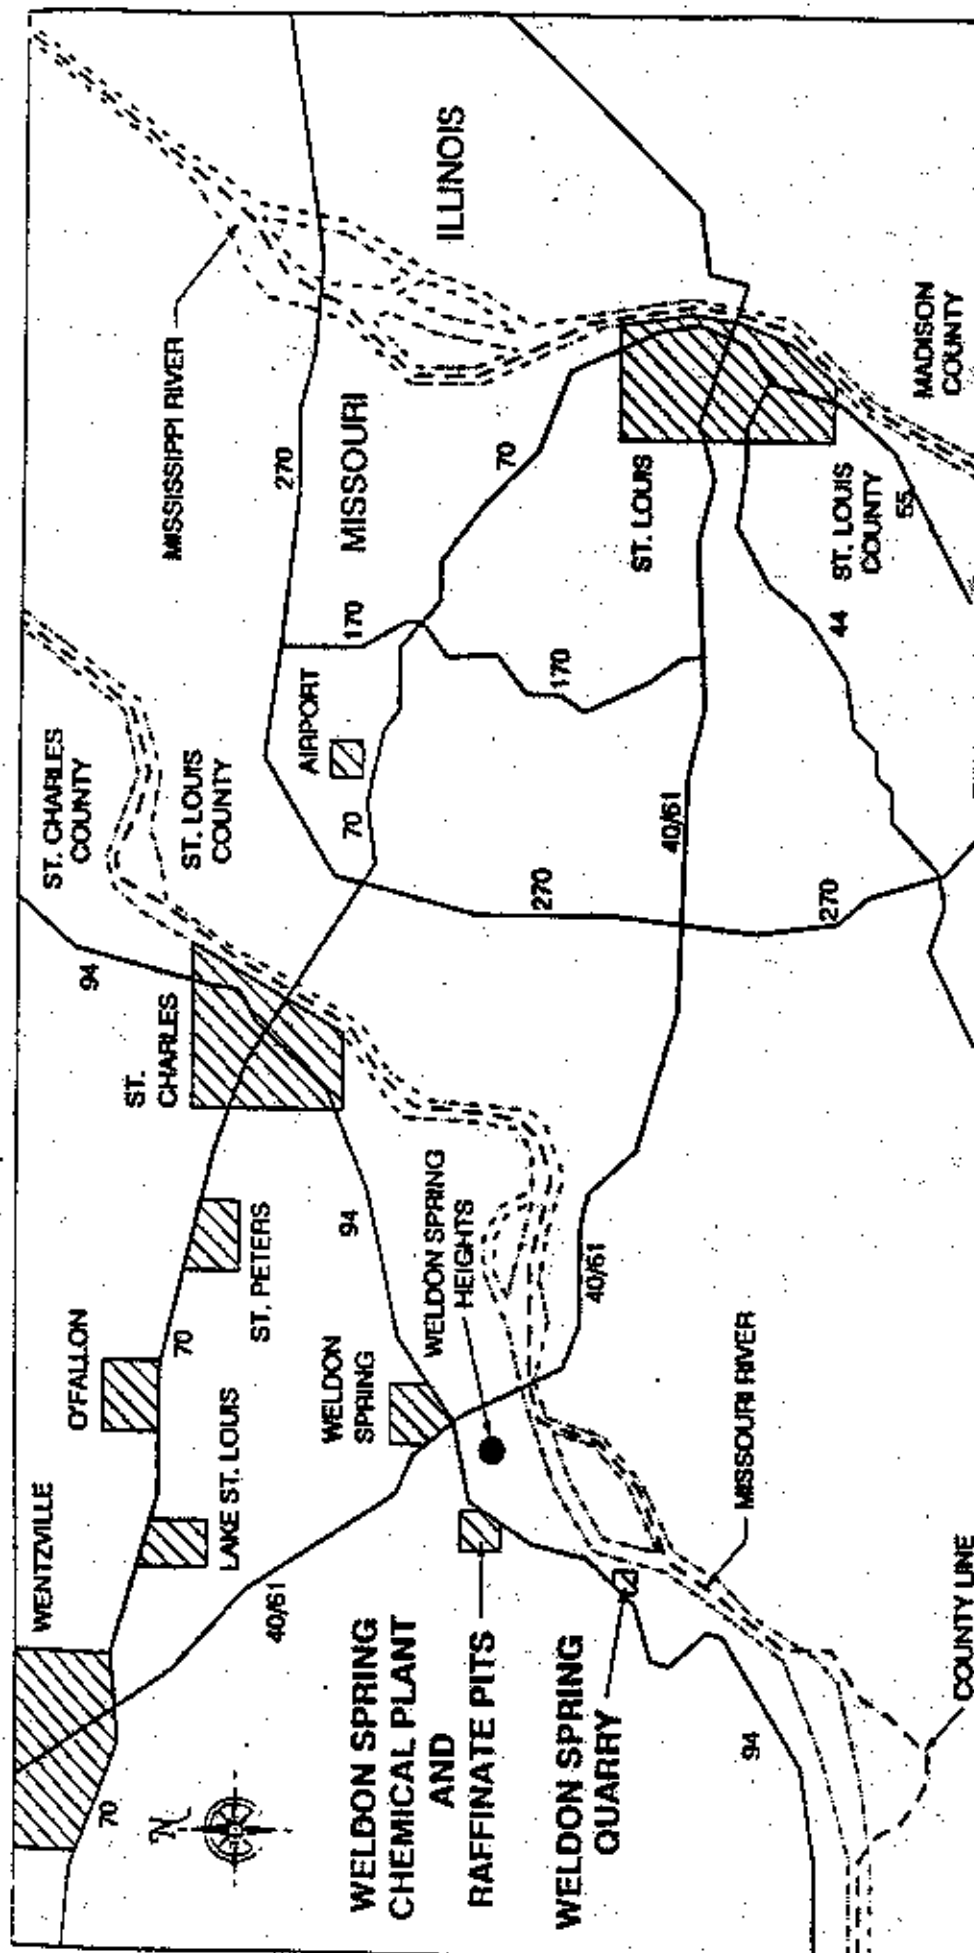 WENTZVILLE
O'FALLON
LAKE ST. LOUIS
ST. PETERS
ST.
CHARLES
ST. CHARLES
COUNTY
ST. LOUIS
COUNTY
MISSISSIPPI RIVER
ILLINOIS
MISSOURI
AIRPORT
WELDON
SPRING
WELDON SPRING
HEIGHTS
WELDON SPRING
CHEMICAL PLANT
AND
RAFFINATE PITS
WELDON SPRING
QUARRY
MISSOURI RIVER
COUNTY LINE
ST. LOUIS
ST. LOUIS
COUNTY
MADISON
COUNTY
N
70
70
70
70
94
94
94
40/61
40/61
40/61
270
270
270
170
170
44
55